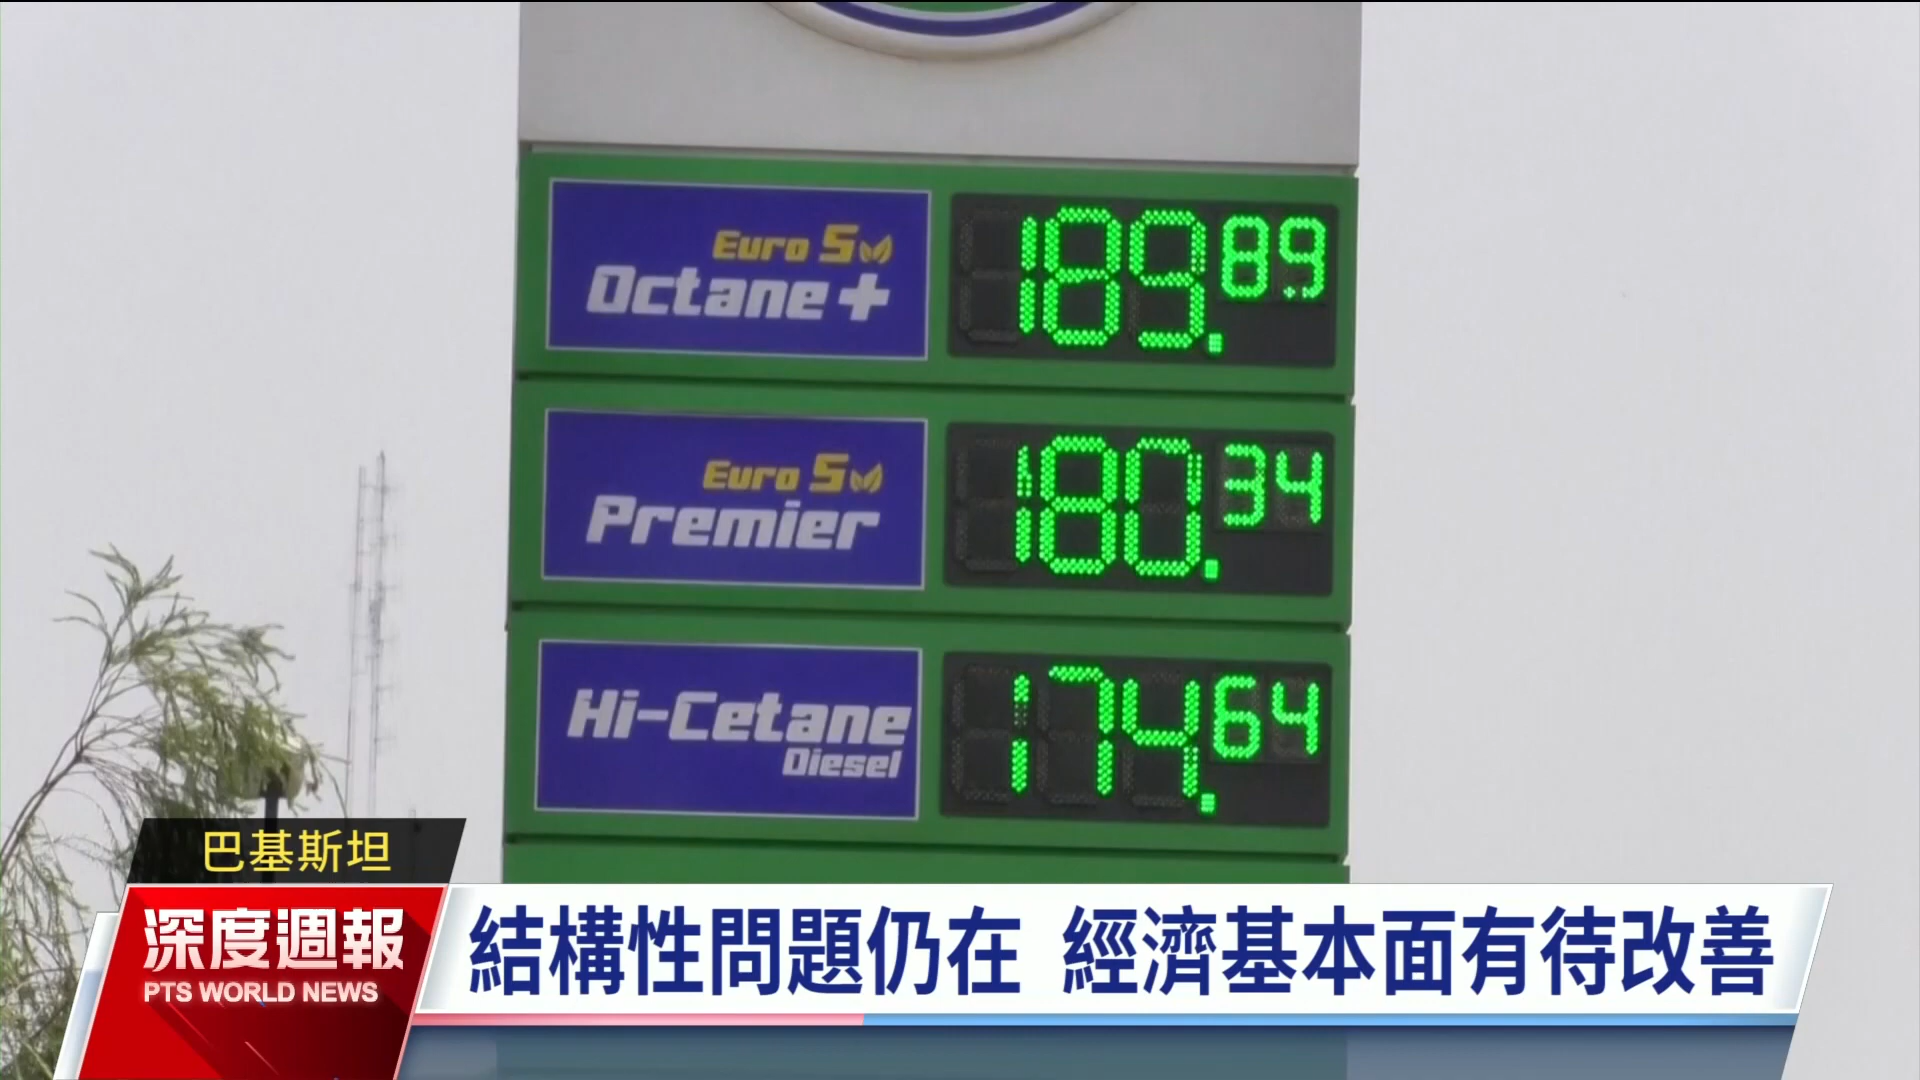 Euro 5
Octane+
189.89
Euro 5
Premier
180.34
Hi-Cetane
Diesel
174.64
巴基斯坦
深度週報
PTS WORLD NEWS
結構性問題仍在 經濟基本面有待改善